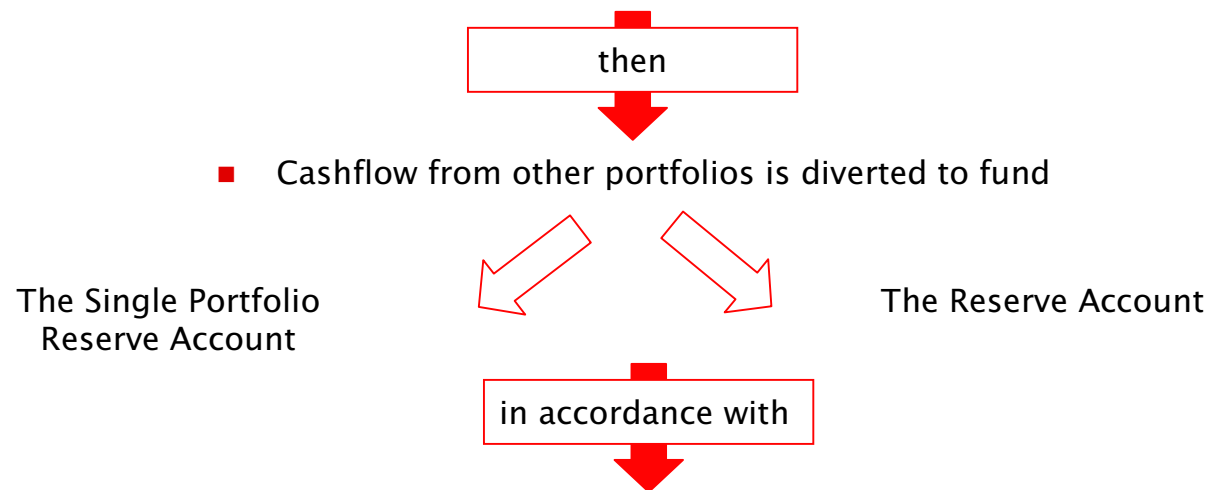 then
■ Cashflow from other portfolios is diverted to fund
The Single Portfolio
Reserve Account
The Reserve Account
in accordance with